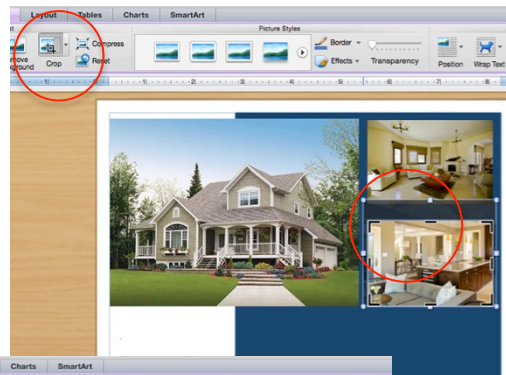 Layout Tables Charts SmartArt
Picture Styles
Crop Compress Reset Border Effects Transparency Position Wrap Text
Charts SmartArt